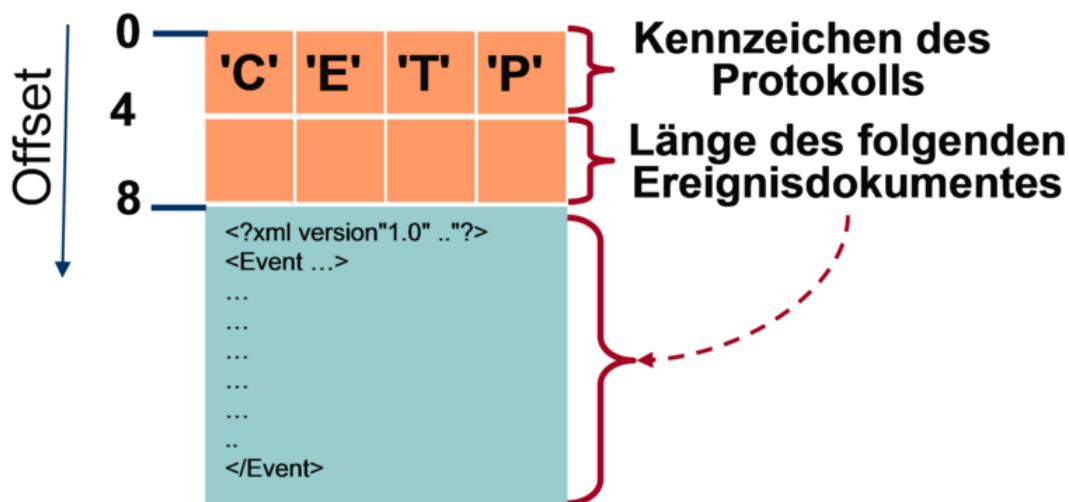 Offset
0
'C' 'E' 'T' 'P'
Kennzeichen des
Protokolls
4
Länge des folgenden
Ereignisdokumentes
8
<?xml version"1.0" .."?>
<Event …>
…
…
…
…
…
..
</Event>